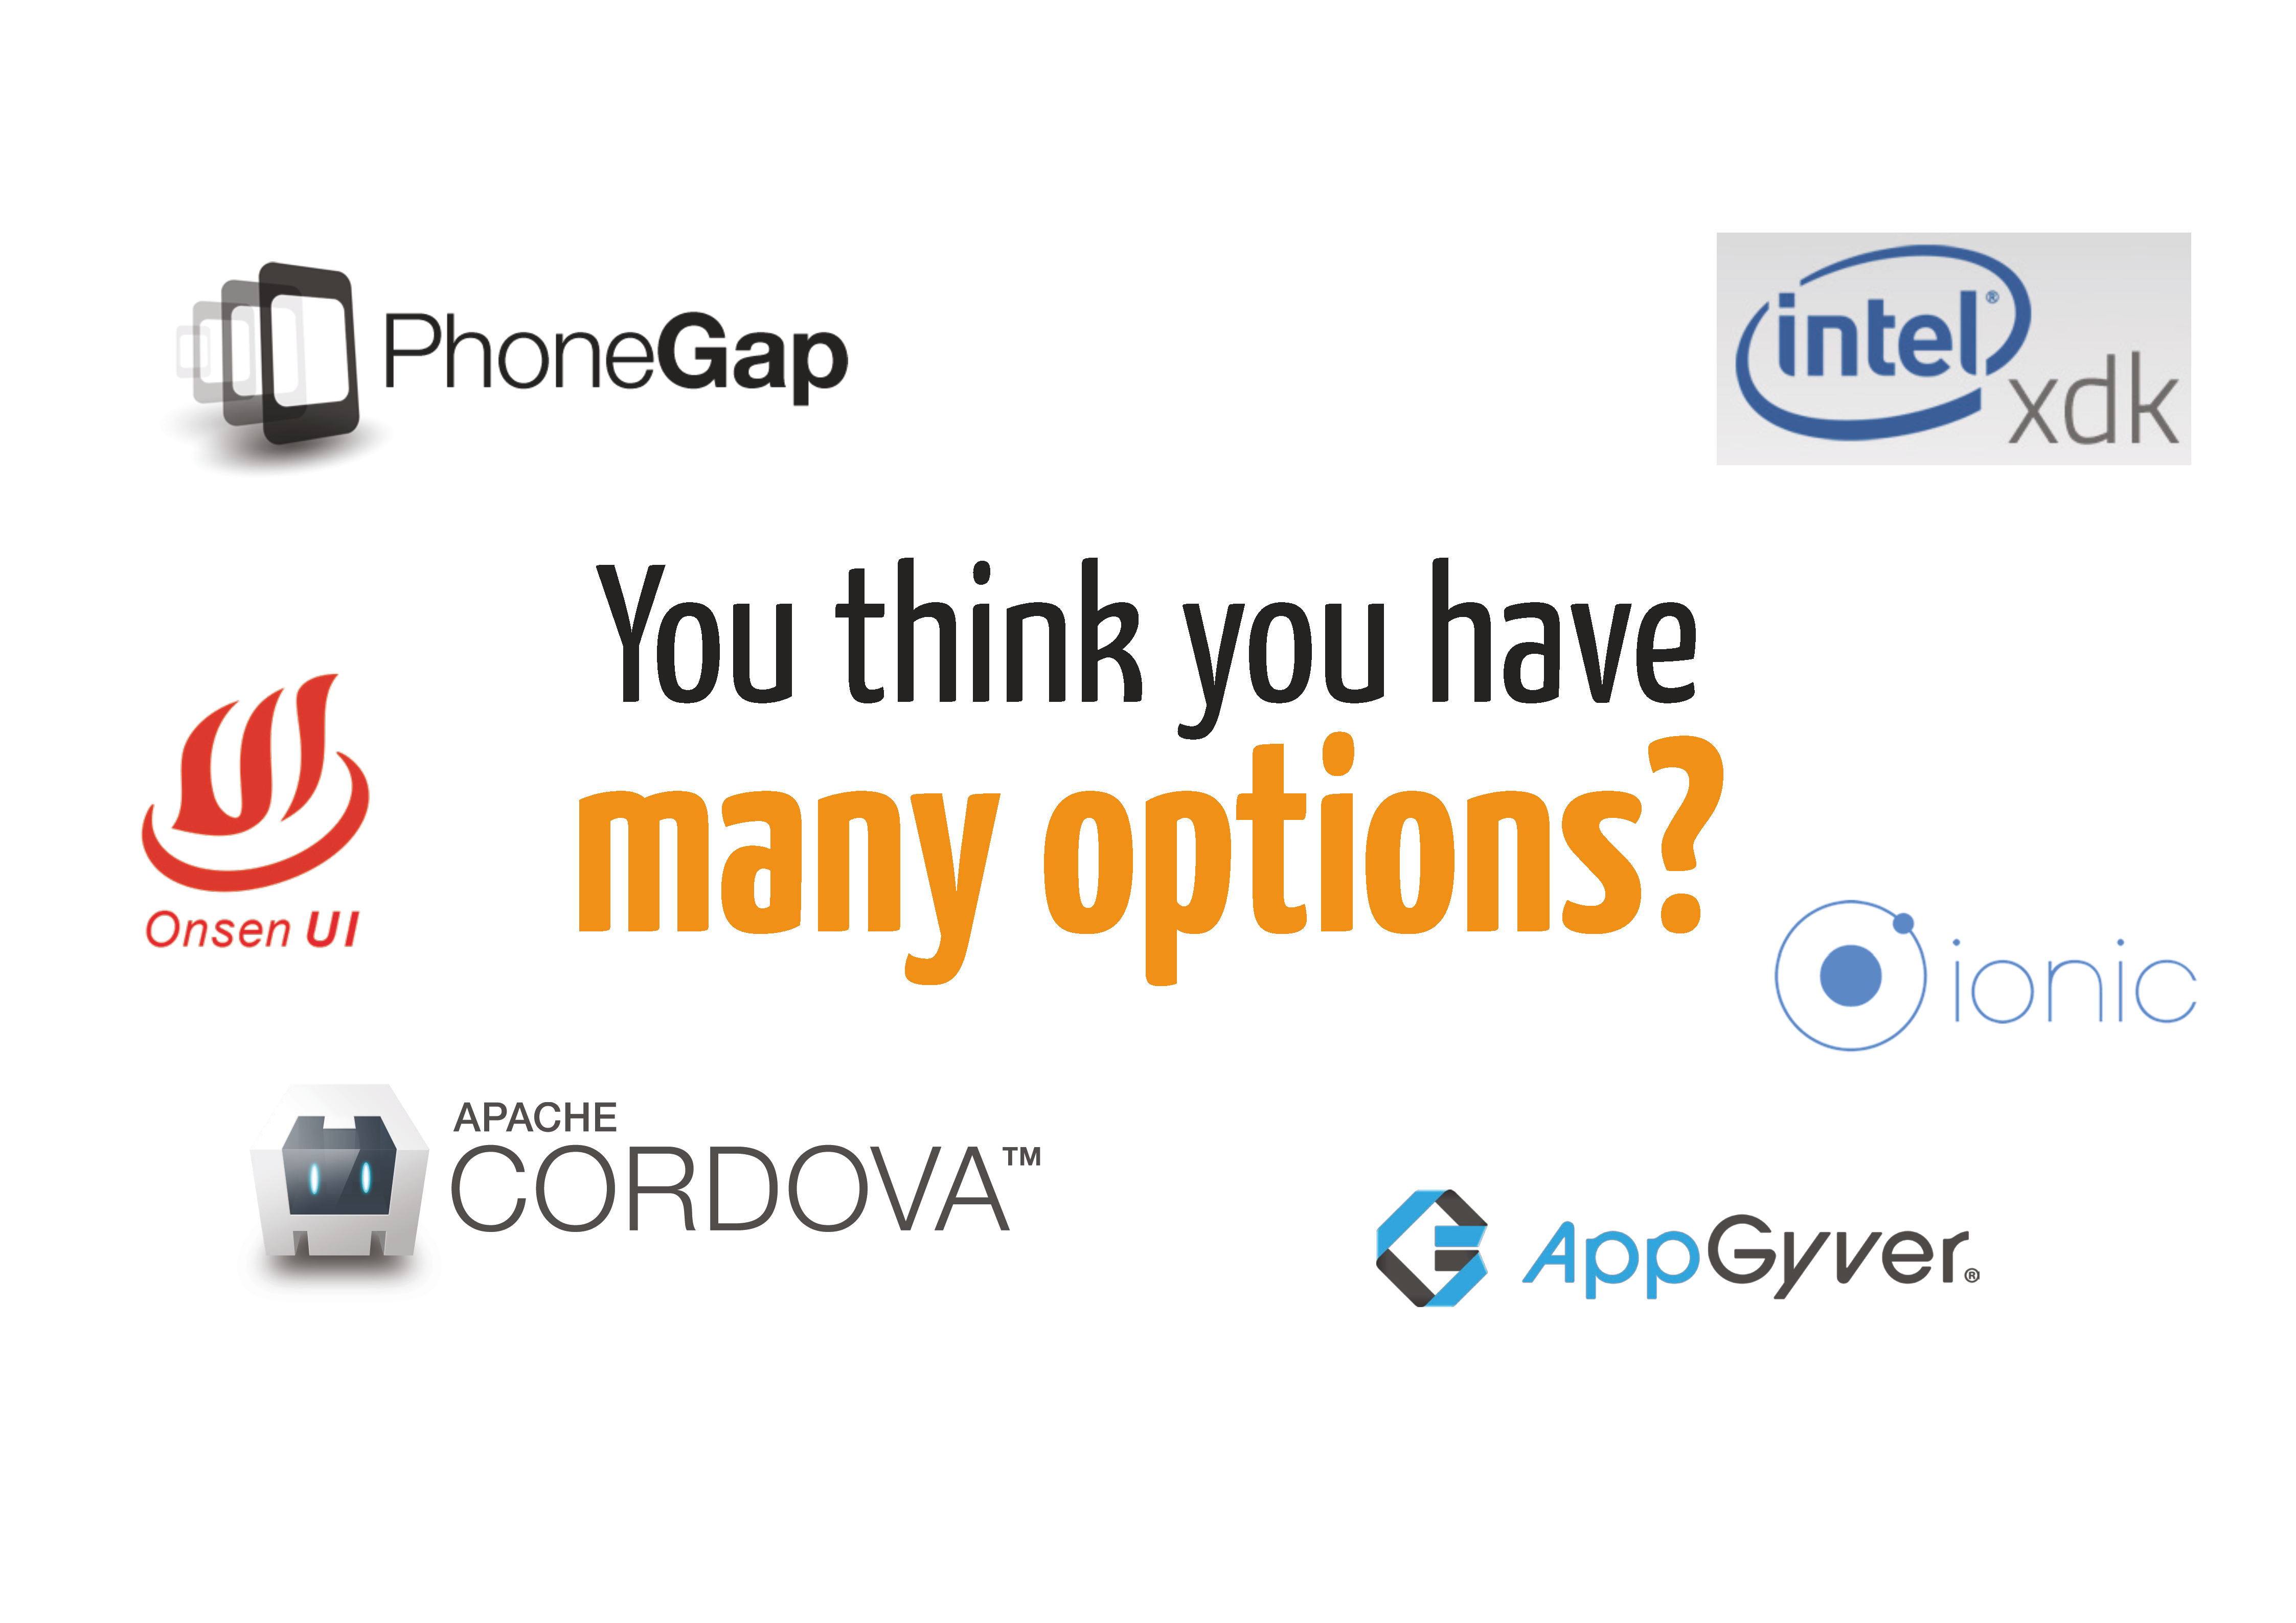 PhoneGap
intel®
xdk
You think you have
many options?
Onsen UI
ionic
APACHE
CORDOVA™
AppGyver®